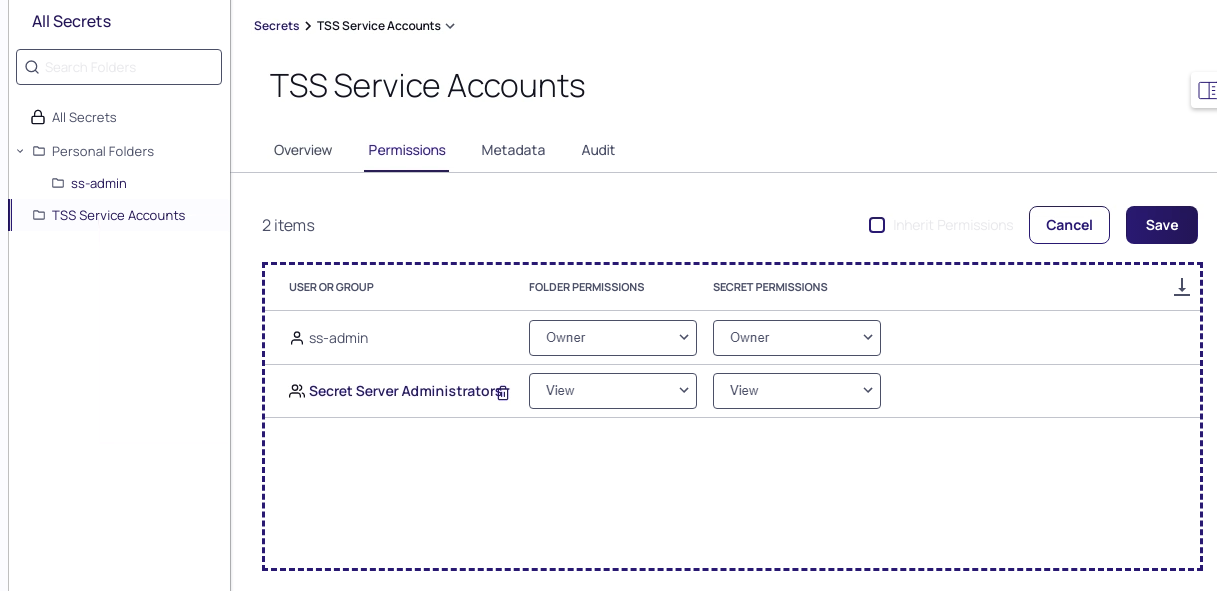 All Secrets
Search Folders
All Secrets
Personal Folders
ss-admin
TSS Service Accounts
Secrets > TSS Service Accounts
TSS Service Accounts
Overview Permissions Metadata Audit
2 items Inherit Permissions Cancel Save
USER OR GROUP FOLDER PERMISSIONS SECRET PERMISSIONS
ss-admin Owner Owner
Secret Server Administrators View View